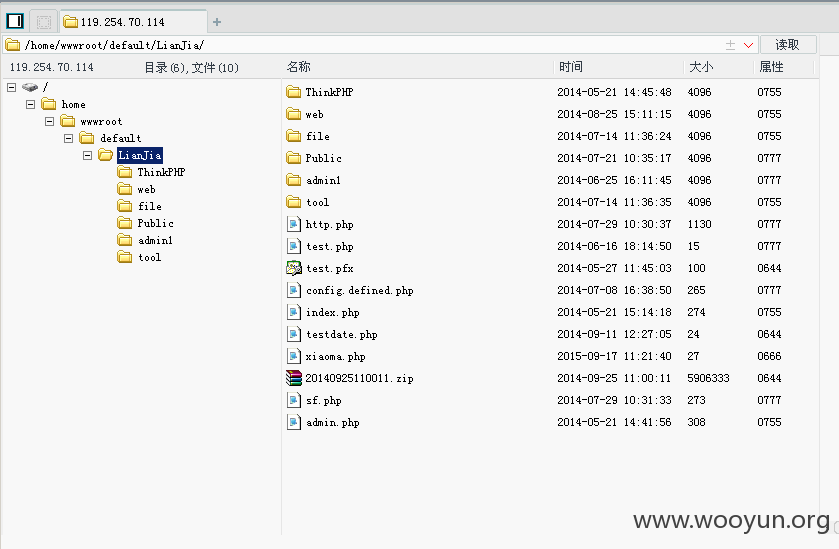 119.254.70.114
/home/wwwroot/default/LianJia/ 读取
119.254.70.114 目录(6),文件(10) 名称 时间 大小 属性
/
home
wwwroot
default
LianJia
ThinkPHP
web
file
Public
admin1
tool
ThinkPHP 2014-05-21 14:45:48 4096 0755
web 2014-08-25 15:11:15 4096 0755
file 2014-07-14 11:36:24 4096 0755
Public 2014-07-21 10:35:17 4096 0777
admin1 2014-06-25 16:11:45 4096 0777
tool 2014-07-14 11:36:35 4096 0755
http.php 2014-07-29 10:30:37 1130 0777
test.php 2014-06-16 18:14:50 15 0777
test.pfx 2014-05-27 11:45:03 100 0644
config.defined.php 2014-07-08 16:38:50 265 0777
index.php 2014-05-21 15:14:18 274 0755
testdate.php 2014-09-11 12:27:05 24 0644
xiaoma.php 2015-09-17 11:21:40 27 0666
20140925110011.zip 2014-09-25 11:00:11 5906333 0644
sf.php 2014-07-29 10:31:33 273 0777
admin.php 2014-05-21 14:41:56 308 0755
www.wooyun.org